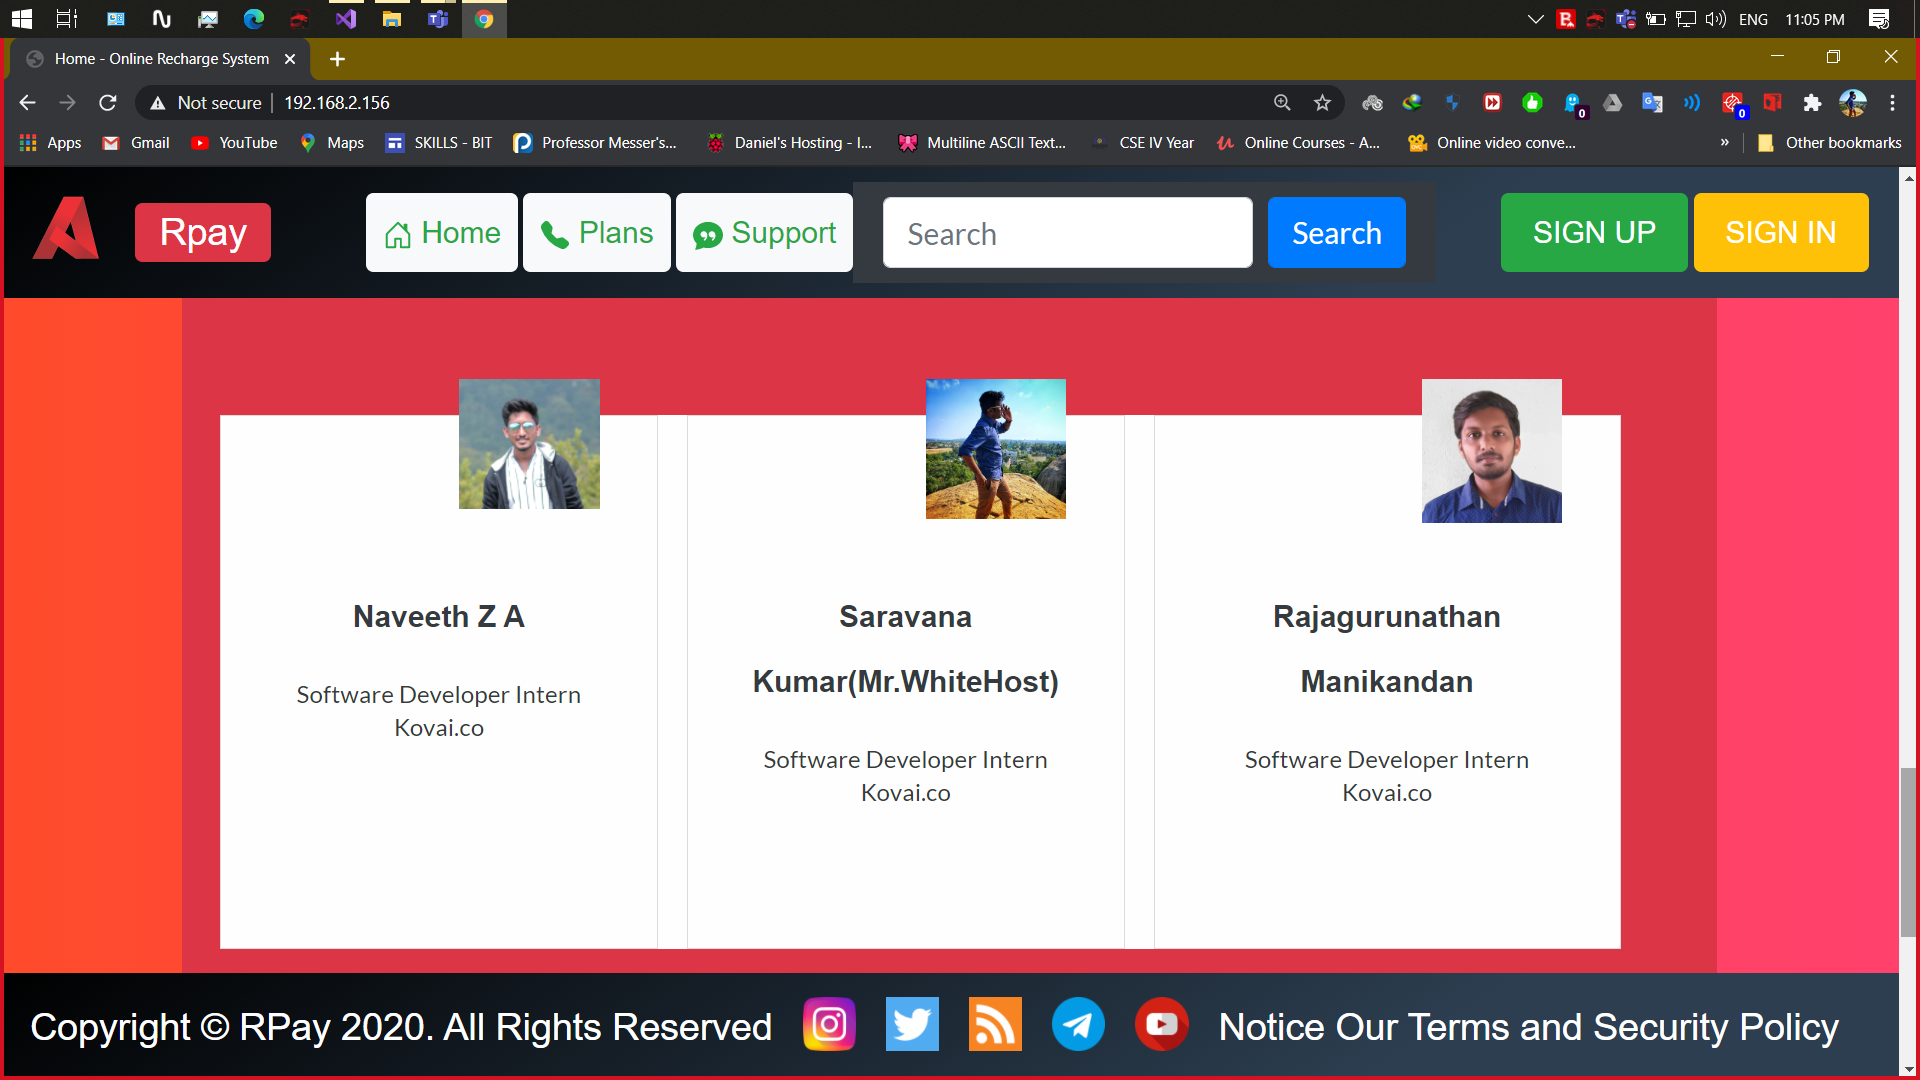 ENG 11:05 PM
Home - Online Recharge System
Not secure 192.168.2.156
0 0
Apps Gmail YouTube Maps SKILLS - BIT Professor Messer's... Daniel's Hosting - I... Multiline ASCII Text... CSE IV Year Online Courses - A... Online video conve... » Other bookmarks
Rpay Home Plans Support Search Search SIGN UP SIGN IN
Naveeth Z A
Software Developer Intern
Kovai.co
Saravana
Kumar(Mr.WhiteHost)
Software Developer Intern
Kovai.co
Rajagurunathan
Manikandan
Software Developer Intern
Kovai.co
Copyright © RPay 2020. All Rights Reserved Notice Our Terms and Security Policy